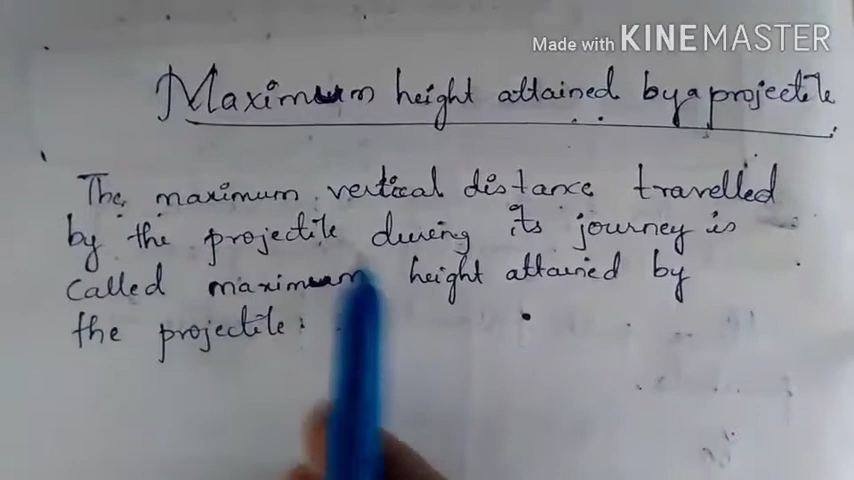 Made with KINEMASTER
Maximum height attained by a projectile
The maximum vertical distance travelled
by the projectile during its journey is
called maximum height attained by
the projectile.